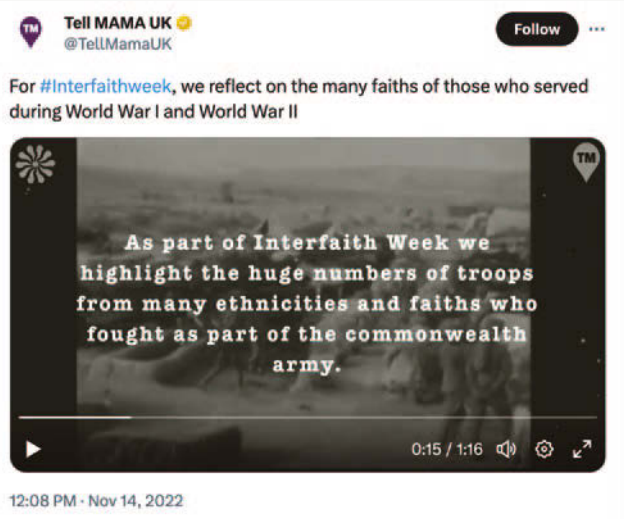 TM
Tell MAMA UK
@TellMamaUK
Follow
For #Interfaithweek, we reflect on the many faiths of those who served
during World War I and World War II
TM
As part of Interfaith Week we
highlight the huge numbers of troops
from many ethnicities and faiths who
fought as part of the commonwealth
army.
0:15 / 1:16
12:08 PM · Nov 14, 2022